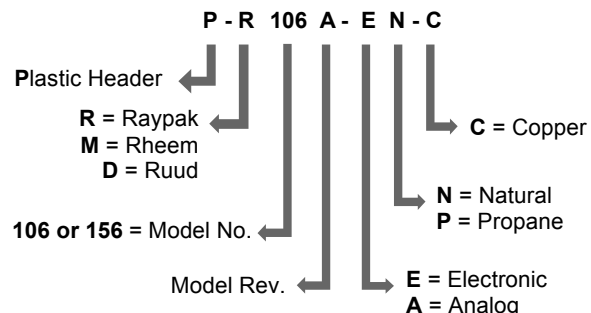 P - R 106 A - E N - C
Plastic Header
R = Raypak
M = Rheem
D = Ruud
C = Copper
N = Natural
P = Propane
106 or 156 = Model No.
Model Rev.
E = Electronic
A = Analog